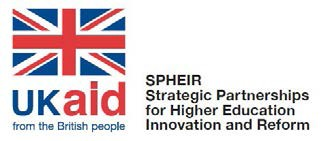 UKaid
from the British people
SPHEIR
Strategic Partnerships
for Higher Education
Innovation and Reform